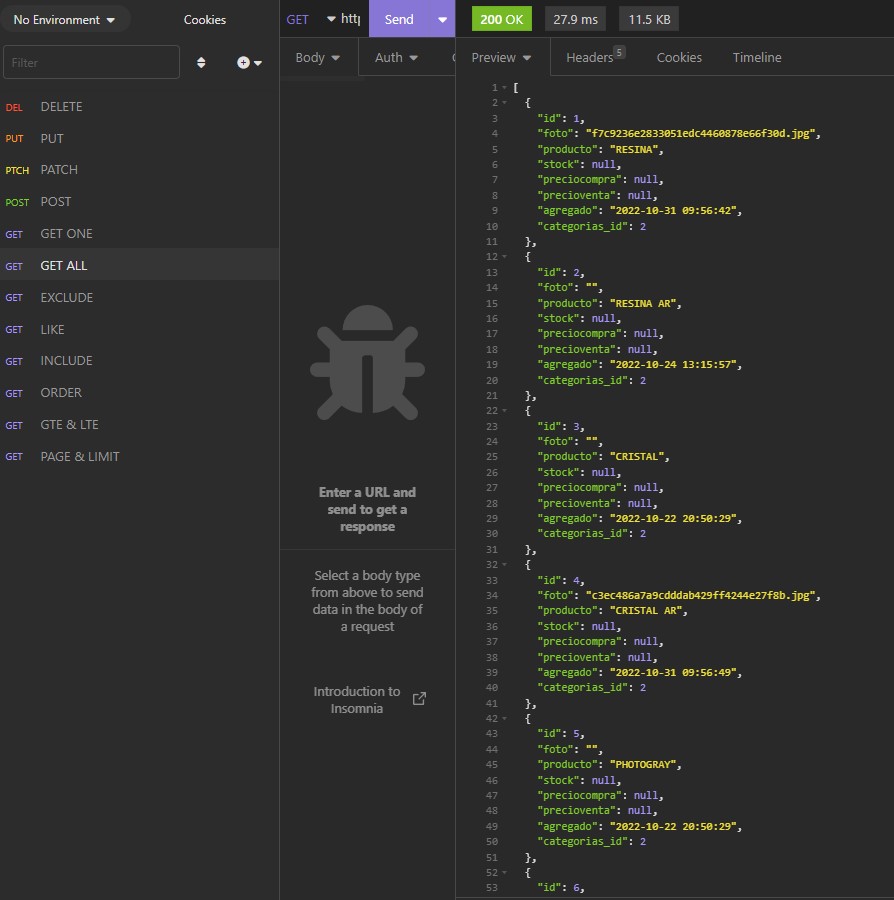 No Environment
Cookies
GET
http
Send
200 OK
27.9 ms
11.5 KB
Filter
DEL DELETE
PUT PUT
PTCH PATCH
POST POST
GET GET ONE
GET GET ALL
GET EXCLUDE
GET LIKE
GET INCLUDE
GET ORDER
GET GTE & LTE
GET PAGE & LIMIT
Body
Auth
Enter a URL and
send to get a
response
Select a body type
from above to send
data in the body of
a request
Introduction to
Insomnia
Preview
Headers 5
Cookies
Timeline
1 [
2 {
3 "id": 1,
4 "foto": "f7c9236e2833051edc4460878e66f30d.jpg",
5 "producto": "RESINA",
6 "stock": null,
7 "preciocompra": null,
8 "precioventa": null,
9 "agregado": "2022-10-31 09:56:42",
10 "categorias_id": 2
11 },
12 {
13 "id": 2,
14 "foto": "",
15 "producto": "RESINA AR",
16 "stock": null,
17 "preciocompra": null,
18 "precioventa": null,
19 "agregado": "2022-10-24 13:15:57",
20 "categorias_id": 2
21 },
22 {
23 "id": 3,
24 "foto": "",
25 "producto": "CRISTAL",
26 "stock": null,
27 "preciocompra": null,
28 "precioventa": null,
29 "agregado": "2022-10-22 20:50:29",
30 "categorias_id": 2
31 },
32 {
33 "id": 4,
34 "foto": "c3ec486a7a9cdddab429ff4244e27f8b.jpg",
35 "producto": "CRISTAL AR",
36 "stock": null,
37 "preciocompra": null,
38 "precioventa": null,
39 "agregado": "2022-10-31 09:56:49",
40 "categorias_id": 2
41 },
42 {
43 "id": 5,
44 "foto": "",
45 "producto": "PHOTOGRAY",
46 "stock": null,
47 "preciocompra": null,
48 "precioventa": null,
49 "agregado": "2022-10-22 20:50:29",
50 "categorias_id": 2
51 },
52 {
53 "id": 6,